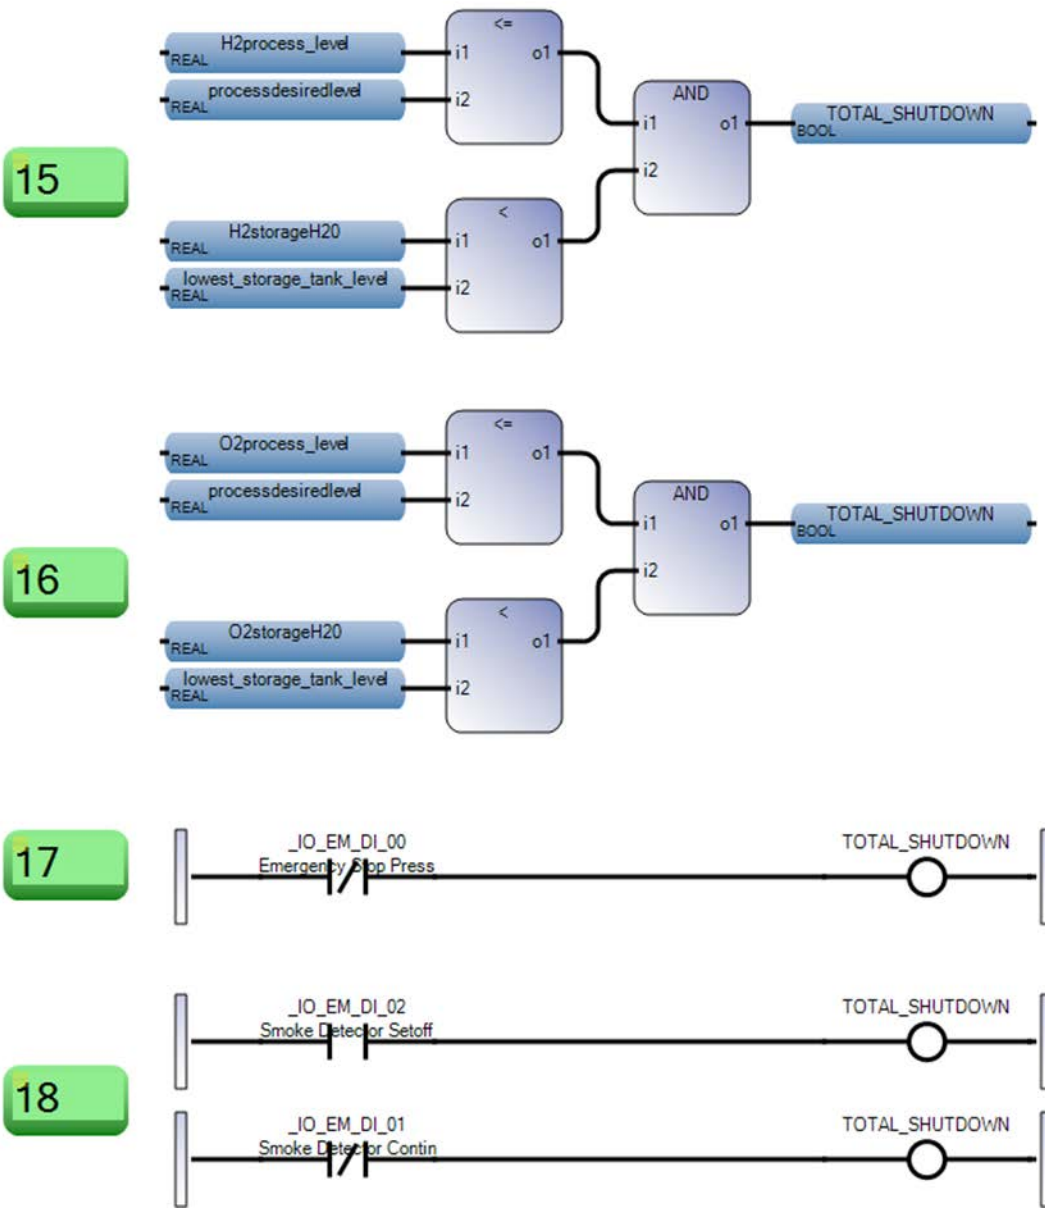 <=
H2process_level
REAL
i1
o1
processdesiredlevel
REAL
i2
AND
i1
o1
TOTAL_SHUTDOWN
BOOL
i2
15
<
H2storageH20
REAL
i1
o1
lowest_storage_tank_level
REAL
i2
<=
O2process_level
REAL
i1
o1
processdesiredlevel
REAL
i2
AND
i1
o1
TOTAL_SHUTDOWN
BOOL
i2
16
<
O2storageH20
REAL
i1
o1
lowest_storage_tank_level
REAL
i2
17
_IO_EM_DI_00
Emergency Stop Press
TOTAL_SHUTDOWN
18
_IO_EM_DI_02
Smoke Detector Setoff
TOTAL_SHUTDOWN
_IO_EM_DI_01
Smoke Detector Contin
TOTAL_SHUTDOWN